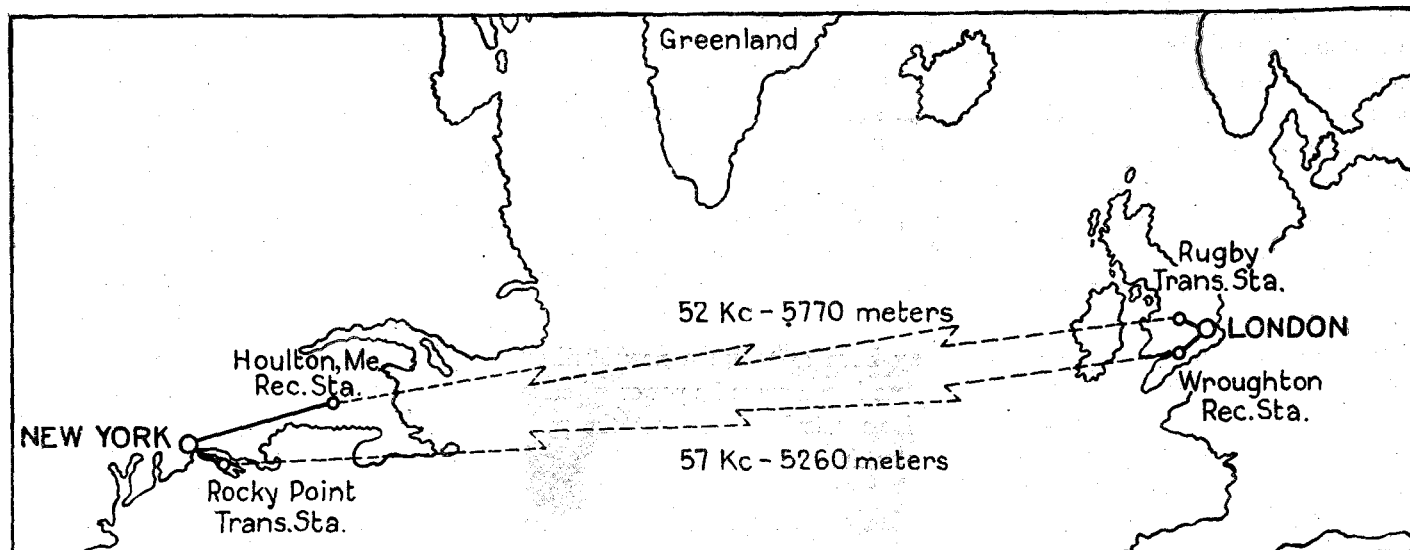 Greenland
Rugby
Trans.Sta.
52 Kc - 5770 meters
LONDON
Houlton, Me.
Rec.Sta.
Wroughton
Rec.Sta.
NEW YORK
57 Kc - 5260 meters
Rocky Point
Trans.Sta.